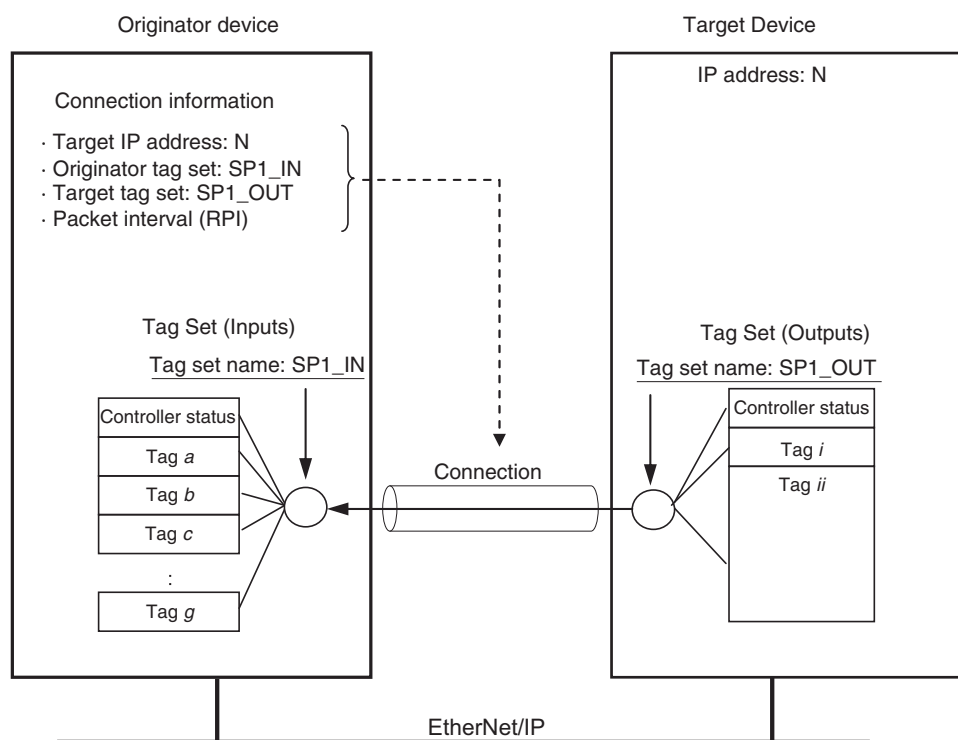 Originator device
Target Device
IP address: N
Connection information
· Target IP address: N
· Originator tag set: SP1_IN
· Target tag set: SP1_OUT
· Packet interval (RPI)
Tag Set (Inputs)
Tag set name: SP1_IN
Controller status
Tag a
Tag b
Tag c
:
Tag g
Connection
Tag Set (Outputs)
Tag set name: SP1_OUT
Controller status
Tag i
Tag ii
EtherNet/IP